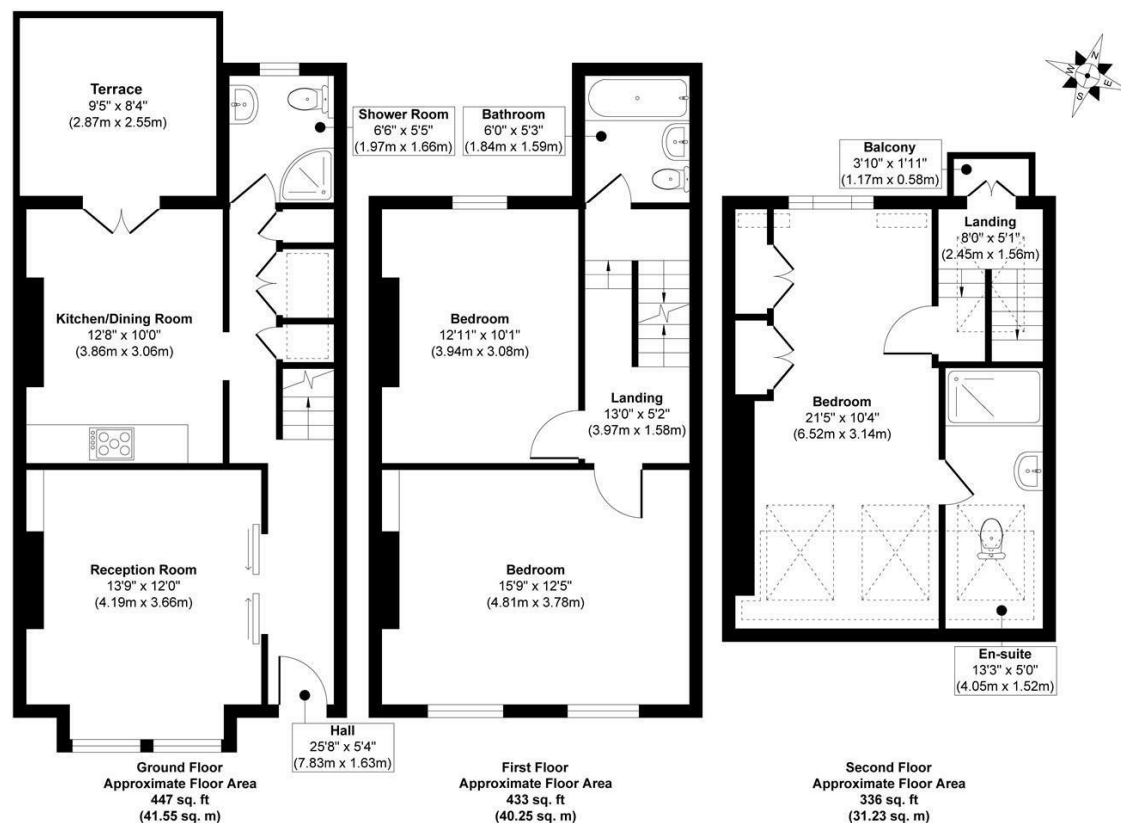 Terrace
9'5" x 8'4"
(2.87m x 2.55m)
Shower Room
6'6" x 5'5"
(1.97m x 1.66m)
Kitchen/Dining Room
12'8" x 10'0"
(3.86m x 3.06m)
Reception Room
13'9" x 12'0"
(4.19m x 3.66m)
Hall
25'8" x 5'4"
(7.83m x 1.63m)
Ground Floor
Approximate Floor Area
447 sq. ft
(41.55 sq. m)
Bathroom
6'0" x 5'3"
(1.84m x 1.59m)
Bedroom
12'11" x 10'1"
(3.94m x 3.08m)
Landing
13'0" x 5'2"
(3.97m x 1.58m)
Bedroom
15'9" x 12'5"
(4.81m x 3.78m)
First Floor
Approximate Floor Area
433 sq. ft
(40.25 sq. m)
N
E
S
W
Balcony
3'10" x 1'11"
(1.17m x 0.58m)
Landing
8'0" x 5'1"
(2.45m x 1.56m)
Bedroom
21'5" x 10'4"
(6.52m x 3.14m)
En-suite
13'3" x 5'0"
(4.05m x 1.52m)
Second Floor
Approximate Floor Area
336 sq. ft
(31.23 sq. m)